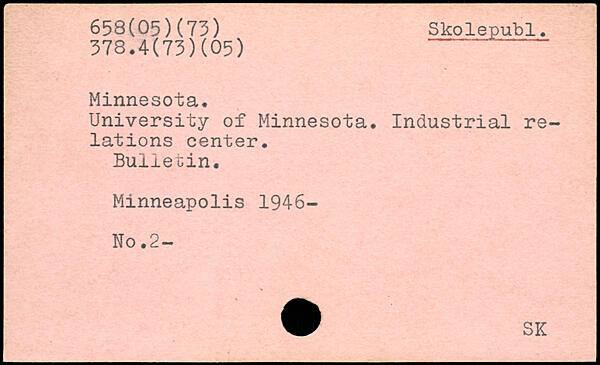 658(05)(73) Skolepubl.
378.4(73)(05)
Minnesota.
University of Minnesota. Industrial re-
lations center.
Bulletin.
Minneapolis 1946-
No.2-
SK